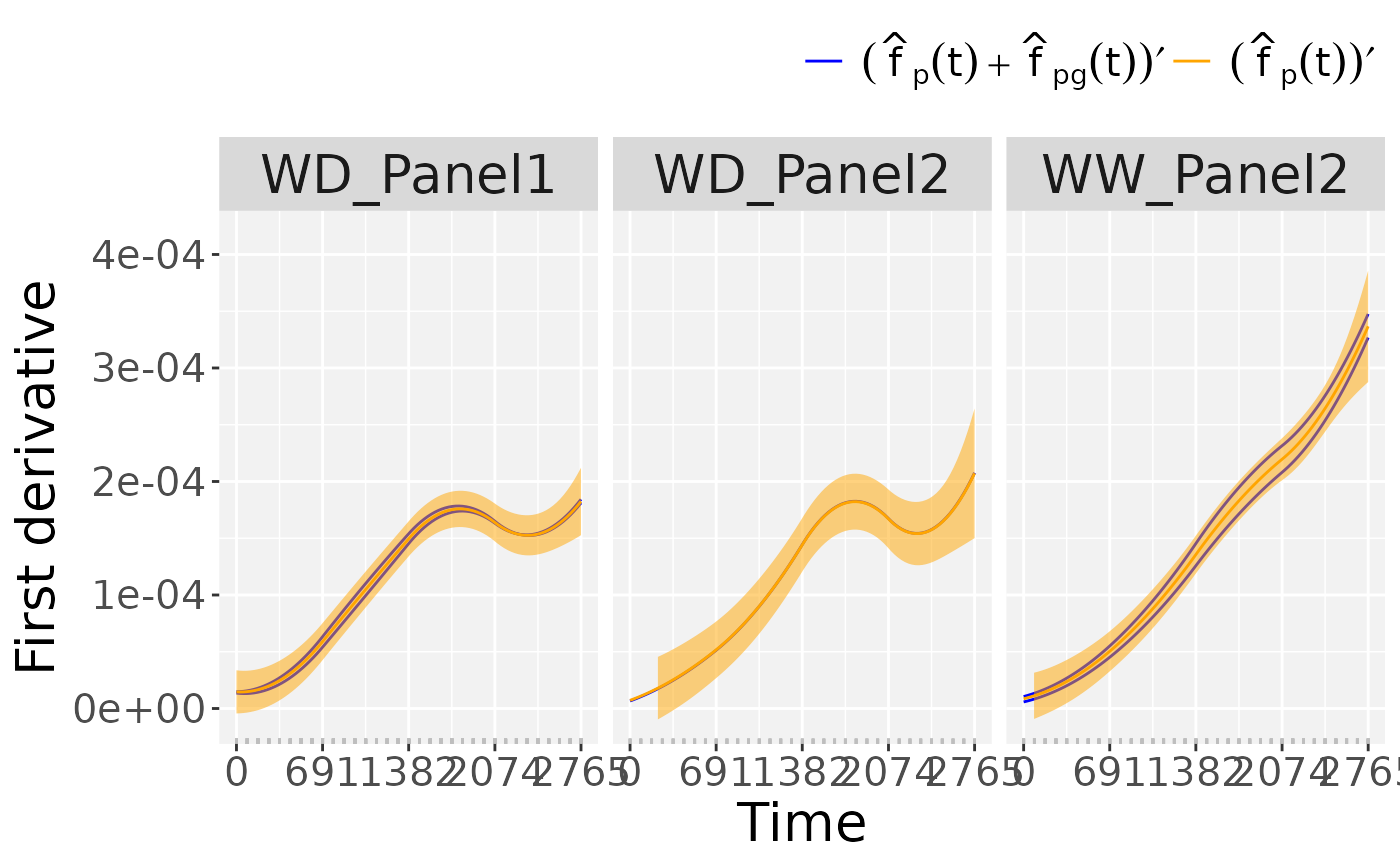 (f̂p(t) + f̂pg(t))′ (f̂p(t))′
WD_Panel1 WD_Panel2 WW_Panel2
4e-04
3e-04
2e-04
1e-04
0e+00
First derivative
0 691 1382 2074 2765 0 691 1382 2074 2765 0 691 1382 2074 2765
Time